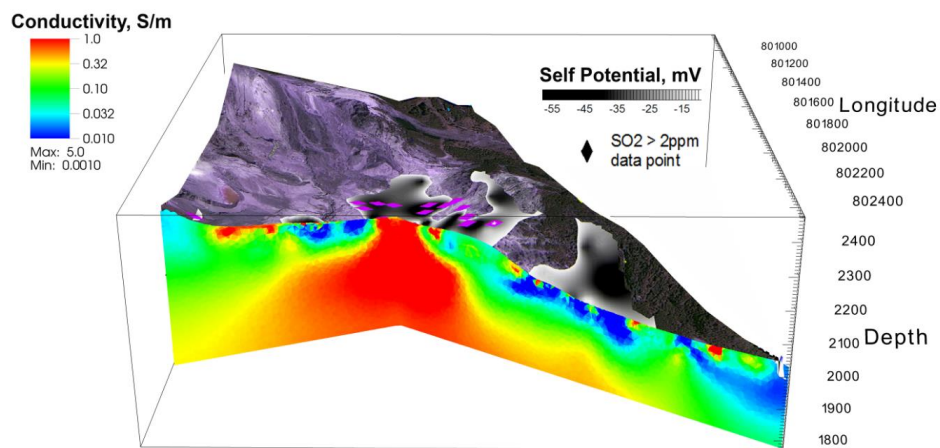 Conductivity, S/m
1.0
0.32
0.10
0.032
0.010
Max: 5.0
Min: 0.0010
Self Potential, mV
-55 -45 -35 -25 -15
SO2 > 2ppm
data point
801000
801200
801400
801600
Longitude
801800
802000
802200
802400
2400
2300
2200
2100
Depth
2000
1900
1800